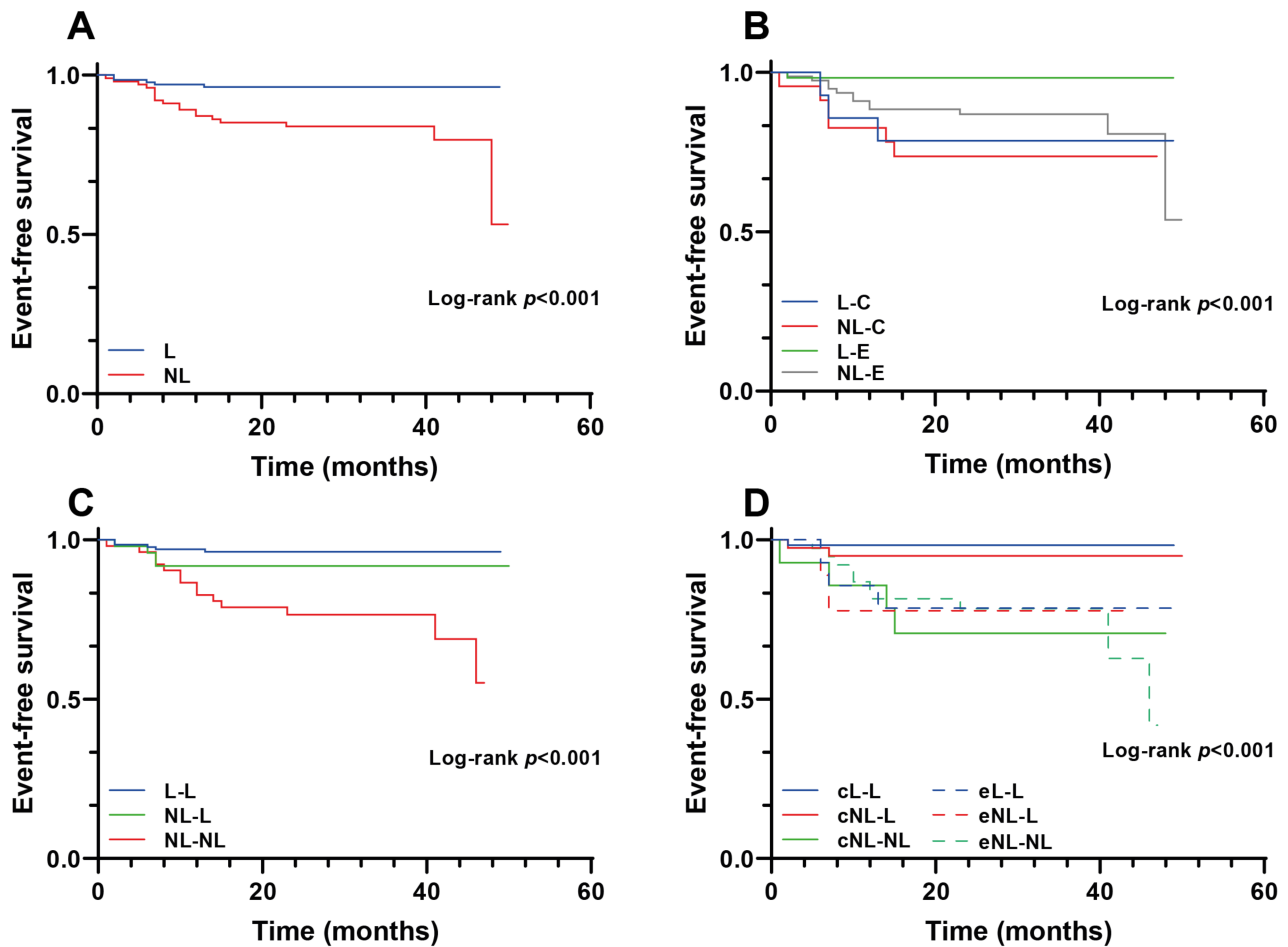 A
Event-free survival
1.0
0.5
0.0
Log-rank p<0.001
L
NL
0
20
40
60
Time (months)
B
Event-free survival
1.0
0.5
0.0
L-C
NL-C
L-E
NL-E
Log-rank p<0.001
0
20
40
60
Time (months)
C
Event-free survival
1.0
0.5
0.0
Log-rank p<0.001
L-L
NL-L
NL-NL
0
20
40
60
Time (months)
D
Event-free survival
1.0
0.5
0.0
Log-rank p<0.001
cL-L eL-L
cNL-L eNL-L
cNL-NL eNL-NL
0
20
40
60
Time (months)